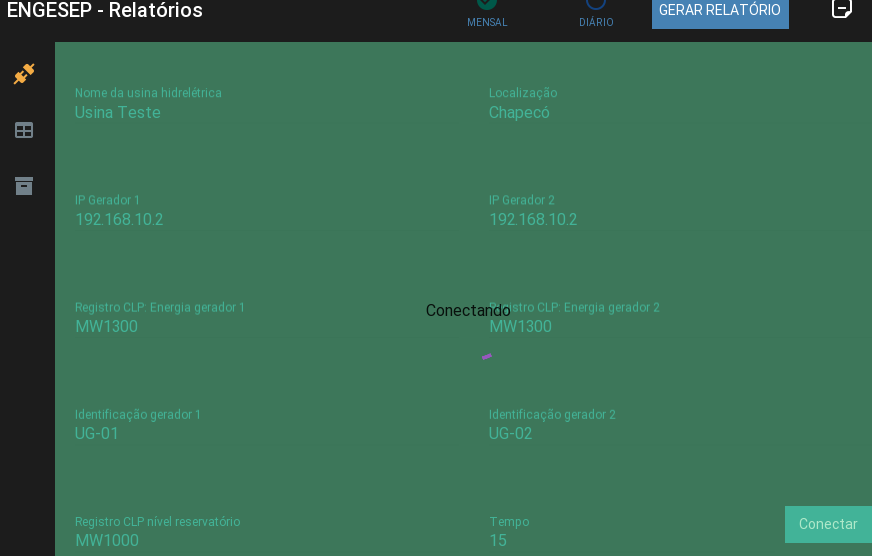 ENGESEP - Relatórios
MENSAL
DIÁRIO
GERAR RELATÓRIO
Nome da usina hidrelétrica
Usina Teste
Localização
Chapecó
IP Gerador 1
192.168.10.2
IP Gerador 2
192.168.10.2
Registro CLP: Energia gerador 1
MW1300
Registro CLP: Energia gerador 2
MW1300
Conectando
Identificação gerador 1
UG-01
Identificação gerador 2
UG-02
Registro CLP nível reservatório
MW1000
Tempo
15
Conectar